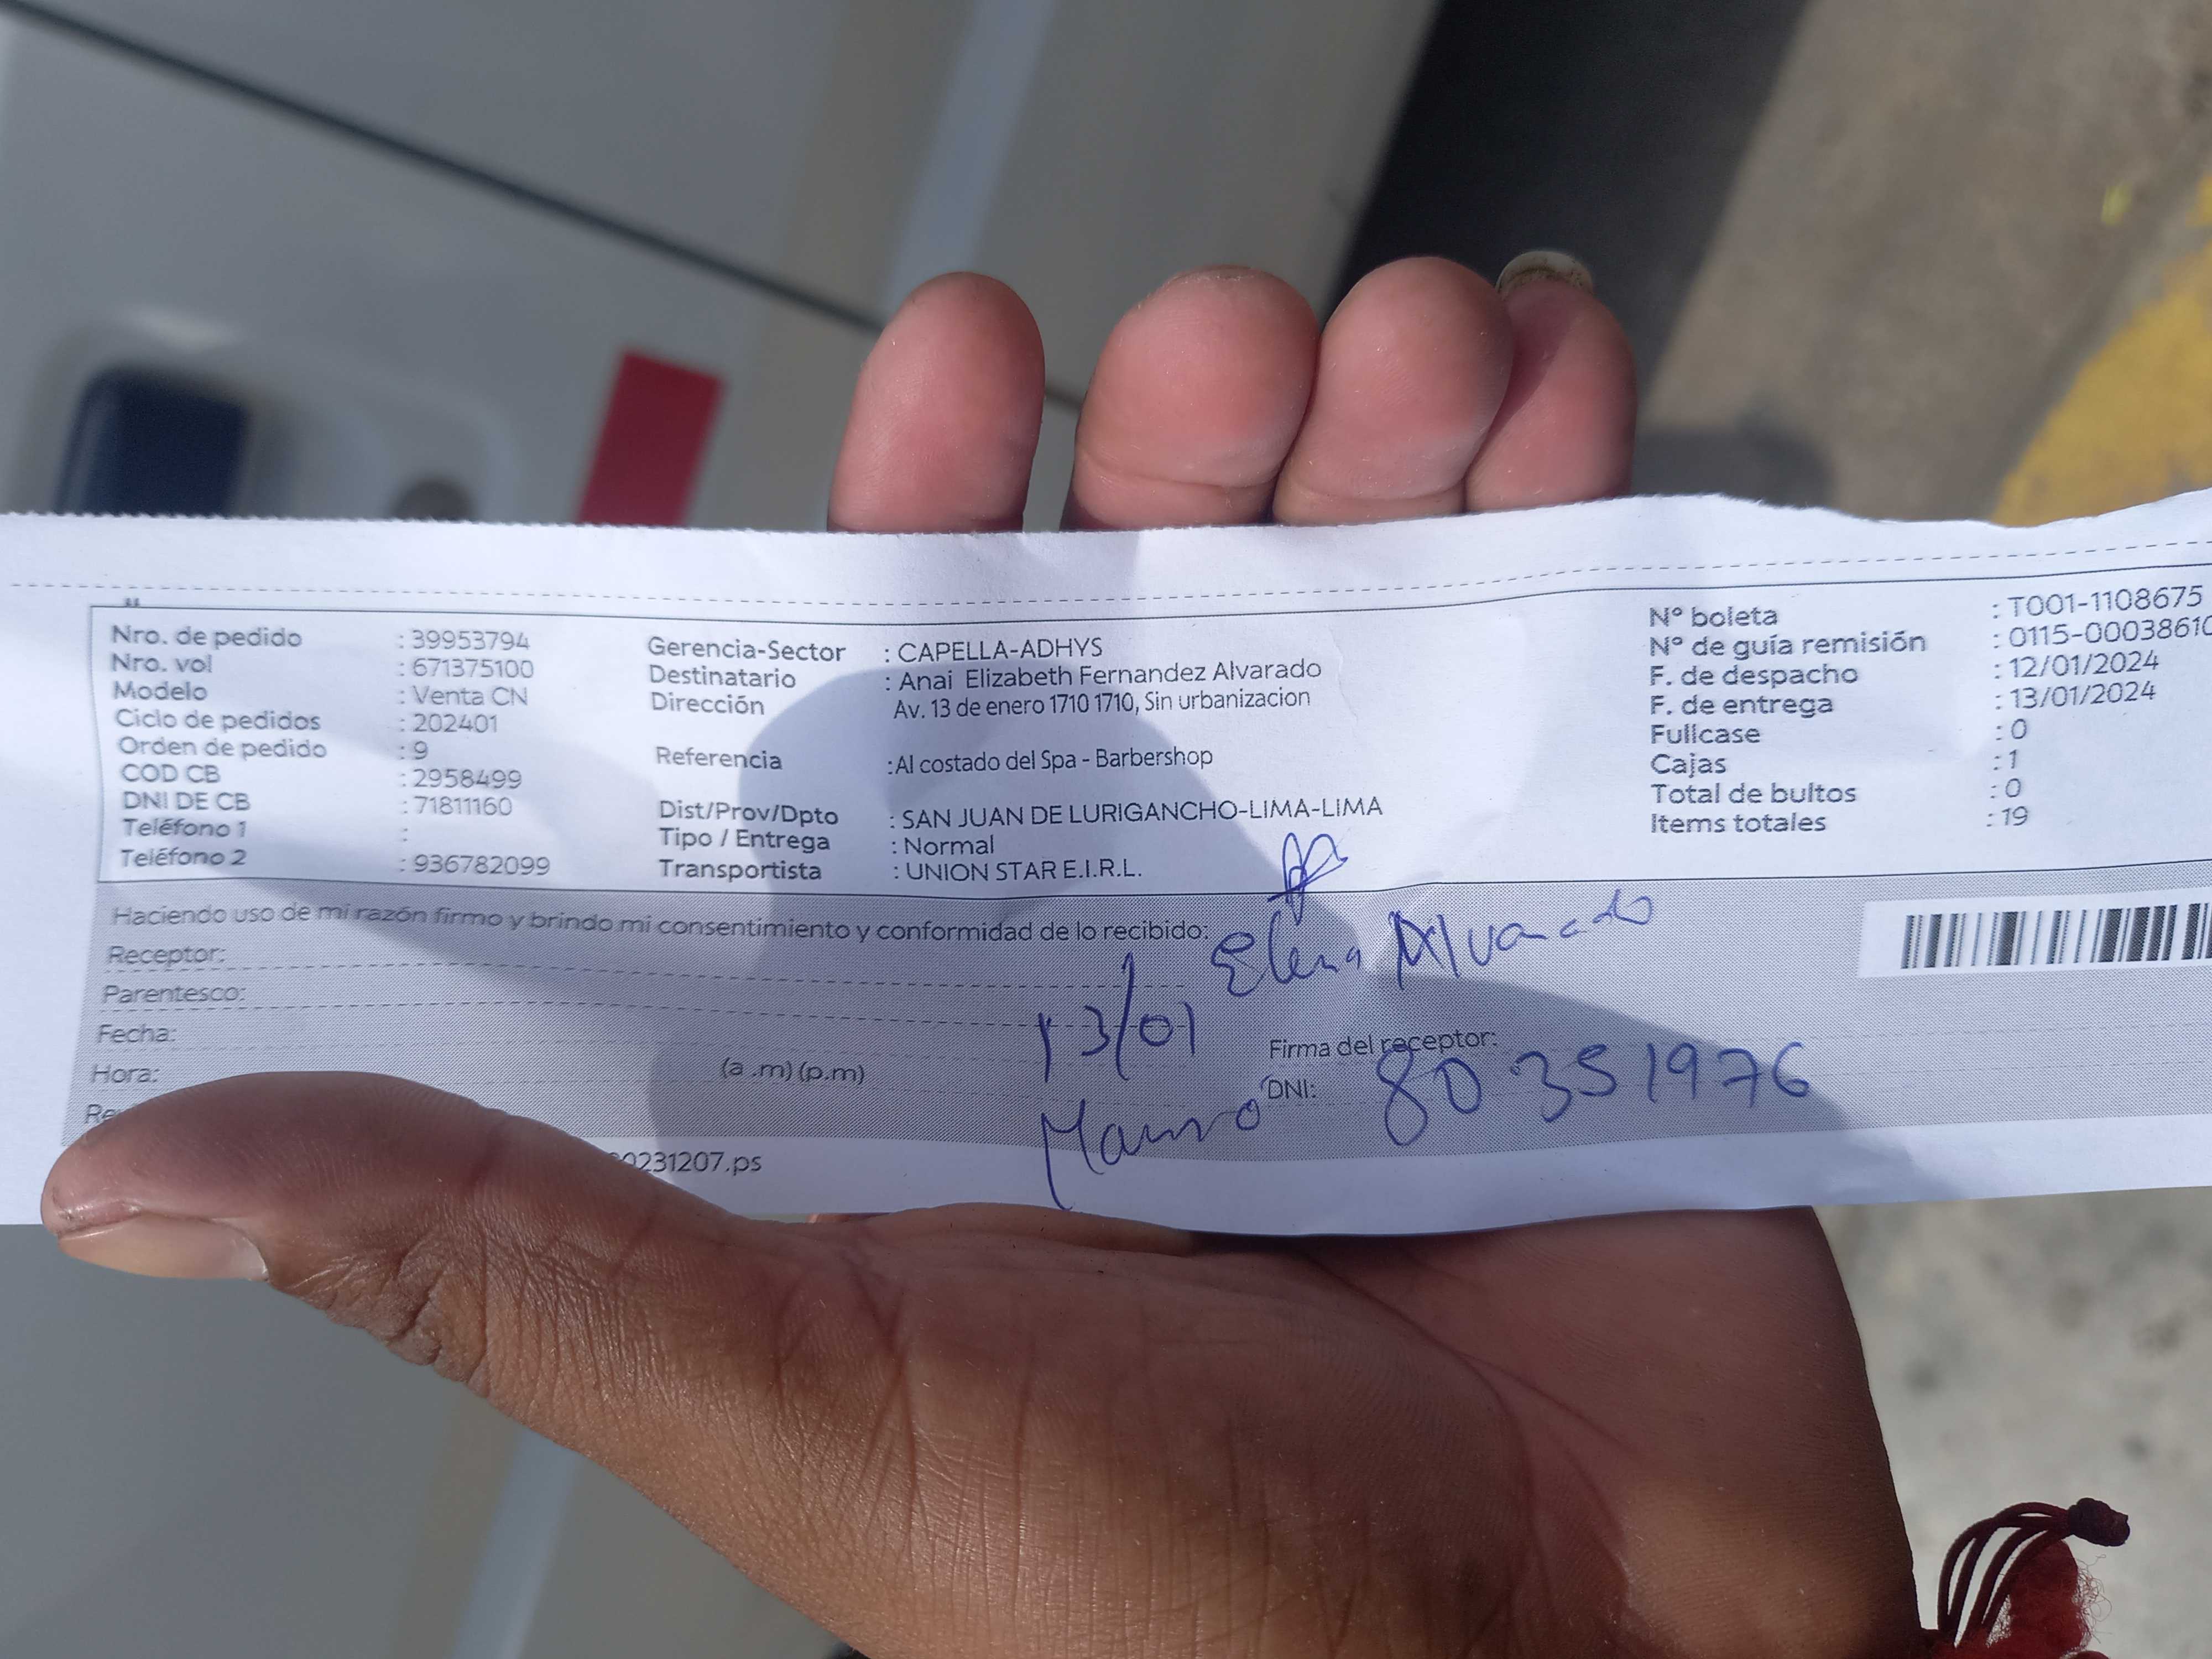 Nro. de pedido : 39953794
Nro. vol : 671375100
Modelo : Venta CN
Ciclo de pedidos : 202401
Orden de pedido : 9
COD CB : 2958499
DNI DE CB : 71811160
Teléfono 1 :
Teléfono 2 : 936782099
Gerencia-Sector : CAPELLA-ADHYS
Destinatario : Anai Elizabeth Fernandez Alvarado
Dirección Av. 13 de enero 1710 1710, Sin urbanizacion
Referencia :Al costado del Spa - Barbershop
Dist/Prov/Dpto : SAN JUAN DE LURIGANCHO-LIMA-LIMA
Tipo / Entrega : Normal
Transportista : UNION STAR E.I.R.L.
N° boleta : T001-1108675
N° de guía remisión : 0115-00038610
F. de despacho : 12/01/2024
F. de entrega : 13/01/2024
Fullcase : 0
Cajas : 1
Total de bultos : 0
Items totales : 19
Haciendo uso de mi razón firmo y brindo mi consentimiento y conformidad de lo recibido:
Elena Alvarado
Receptor:
Parentesco:
Fecha: 13/01
Hora: (a .m) (p.m)
Firma del receptor:
DNI: 80351976
0231207.ps